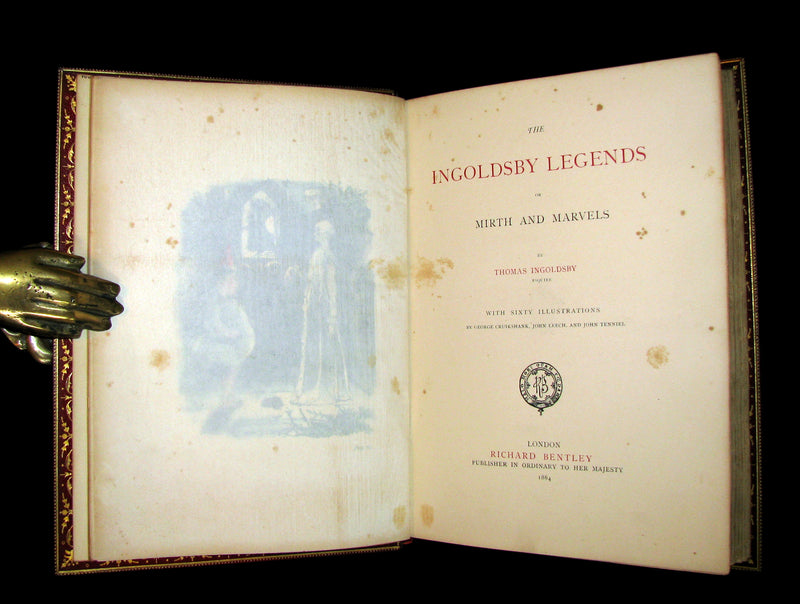 THE
INGOLDSBY LEGENDS
OR
MIRTH AND MARVELS
BY
THOMAS INGOLDSBY
ESQUIRE
WITH SIXTY ILLUSTRATIONS
BY GEORGE CRUIKSHANK, JOHN LEECH, AND JOHN TENNIEL
LONDON
RICHARD BENTLEY
PUBLISHER IN ORDINARY TO HER MAJESTY
1864